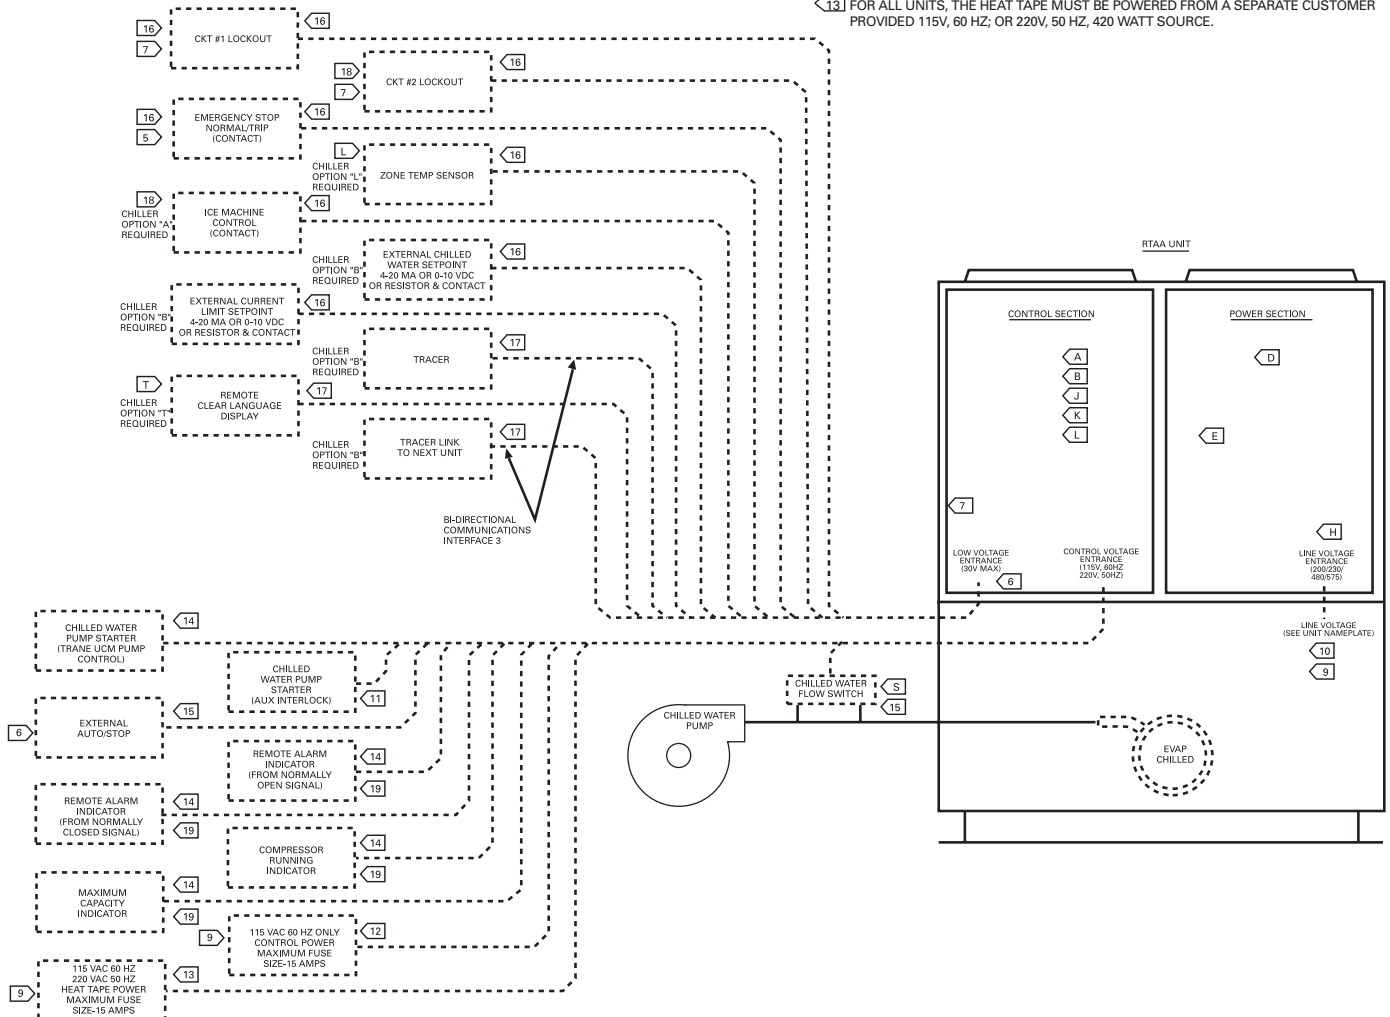 13 FOR ALL UNITS, THE HEAT TAPE MUST BE POWERED FROM A SEPARATE CUSTOMER
PROVIDED 115V, 60 HZ; OR 220V, 50 HZ, 420 WATT SOURCE.
16
7
CKT #1 LOCKOUT
16
18
7
CKT #2 LOCKOUT
16
16
5
EMERGENCY STOP
NORMAL/TRIP
(CONTACT)
16
L
CHILLER
OPTION "L"
REQUIRED
ZONE TEMP SENSOR
16
18
CHILLER
OPTION "A"
REQUIRED
ICE MACHINE
CONTROL
(CONTACT)
16
CHILLER
OPTION "B"
REQUIRED
EXTERNAL CHILLED
WATER SETPOINT
4-20 MA OR 0-10 VDC
OR RESISTOR & CONTACT
16
CHILLER
OPTION "B"
REQUIRED
EXTERNAL CURRENT
LIMIT SETPOINT
4-20 MA OR 0-10 VDC
OR RESISTOR & CONTACT
16
CHILLER
OPTION "B"
REQUIRED
TRACER
17
T
CHILLER
OPTION "T"
REQUIRED
REMOTE
CLEAR LANGUAGE
DISPLAY
17
CHILLER
OPTION "B"
REQUIRED
TRACER LINK
TO NEXT UNIT
17
BI-DIRECTIONAL
COMMUNICATIONS
INTERFACE 3
RTAA UNIT
CONTROL SECTION
A
B
J
K
L
7
LOW VOLTAGE
ENTRANCE
(30V MAX)
6
CONTROL VOLTAGE
ENTRANCE
(115V, 60HZ
220V, 50HZ)
POWER SECTION
D
E
H
LINE VOLTAGE
ENTRANCE
(200/230/
480/575)
LINE VOLTAGE
(SEE UNIT NAMEPLATE)
10
9
CHILLED WATER
PUMP STARTER
(TRANE UCM PUMP
CONTROL)
14
CHILLED
WATER PUMP
STARTER
(AUX INTERLOCK)
11
6
EXTERNAL
AUTO/STOP
15
REMOTE ALARM
INDICATOR
(FROM NORMALLY
OPEN SIGNAL)
14
19
REMOTE ALARM
INDICATOR
(FROM NORMALLY
CLOSED SIGNAL)
14
19
COMPRESSOR
RUNNING
INDICATOR
14
19
MAXIMUM
CAPACITY
INDICATOR
14
19
9
115 VAC 60 HZ ONLY
CONTROL POWER
MAXIMUM FUSE
SIZE-15 AMPS
12
9
115 VAC 60 HZ
220 VAC 50 HZ
HEAT TAPE POWER
MAXIMUM FUSE
SIZE-15 AMPS
13
CHILLED WATER
FLOW SWITCH
S
15
CHILLED WATER
PUMP
EVAP
CHILLED